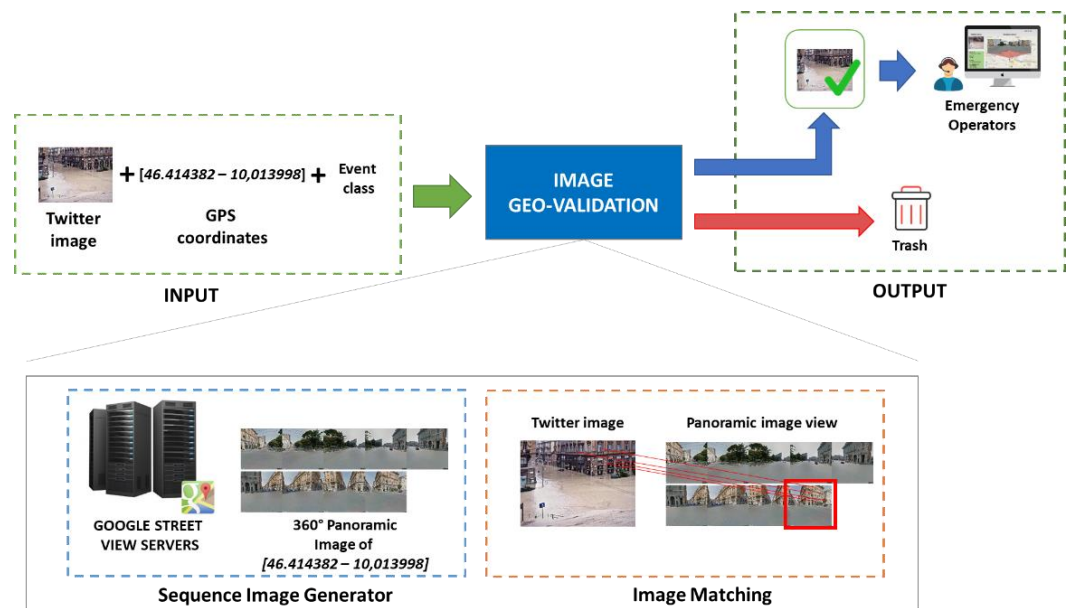 + [46.414382 – 10,013998] + Event
class
Twitter
image
GPS
coordinates
INPUT
IMAGE
GEO-VALIDATION
Emergency
Operators
Trash
OUTPUT
GOOGLE STREET
VIEW SERVERS
360° Panoramic
Image of
[46.414382 – 10,013998]
Sequence Image Generator
Twitter image
Panoramic image view
Image Matching